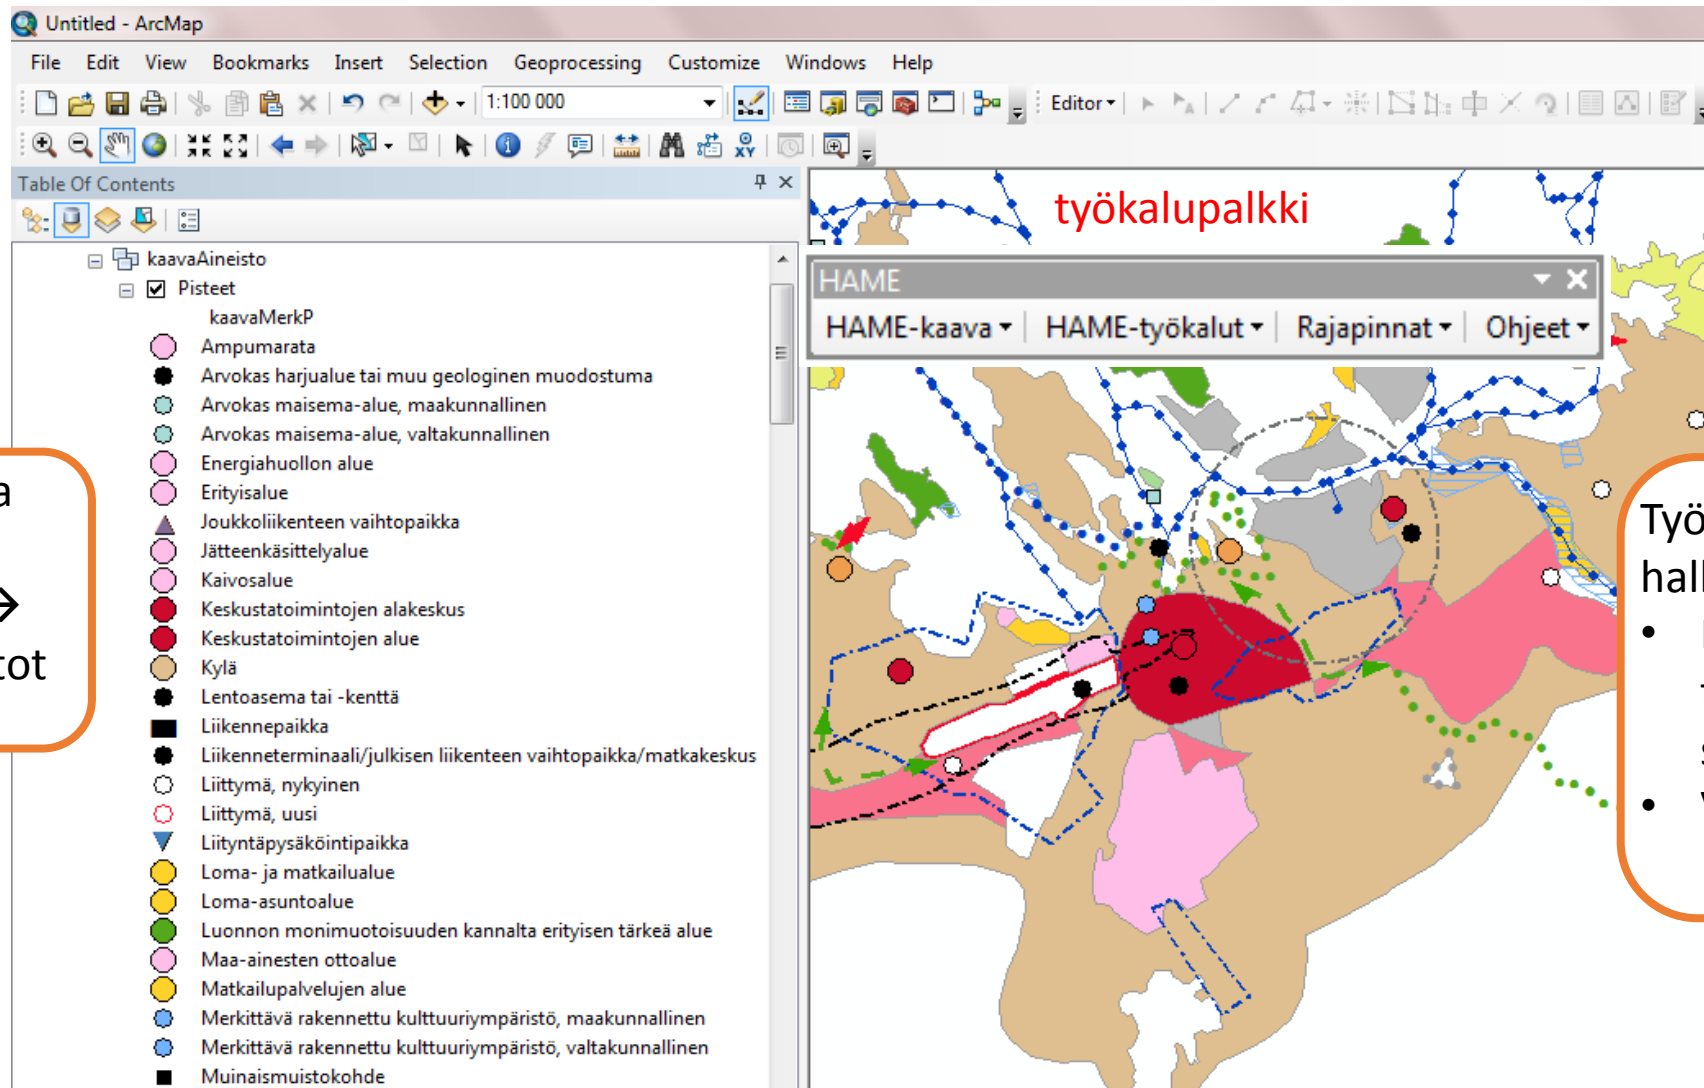 Untitled - ArcMap
File Edit View Bookmarks Insert Selection Geoprocessing Customize Windows Help
1:100 000
Editor
Table Of Contents
kaavaAineisto
Pisteet
kaavaMerkP
Ampumarata
Arvokas harjualue tai muu geologinen muodostuma
Arvokas maisema-alue, maakunnallinen
Arvokas maisema-alue, valtakunnallinen
Energiahuollon alue
Erityisalue
Joukkoliikenteen vaihtopaikka
Jätteenkäsittelyalue
Kaivosalue
Keskustatoimintojen alakeskus
Keskustatoimintojen alue
Kylä
Lentoasema tai -kenttä
Liikennepaikka
Liikenneterminaali/julkisen liikenteen vaihtopaikka/matkakeskus
Liittymä, nykyinen
Liittymä, uusi
Liityntäpysäköintipaikka
Loma- ja matkailualue
Loma-asuntoalue
Luonnon monimuotoisuuden kannalta erityisen tärkeä alue
Maa-ainesten ottoalue
Matkailupalvelujen alue
Merkittävä rakennettu kulttuuriympäristö, maakunnallinen
Merkittävä rakennettu kulttuuriympäristö, valtakunnallinen
Muinaismuistokohde
työkalupalkki
HAME
HAME-kaava HAME-työkalut Rajapinnat Ohjeet
a
→
tot
Työ
hall